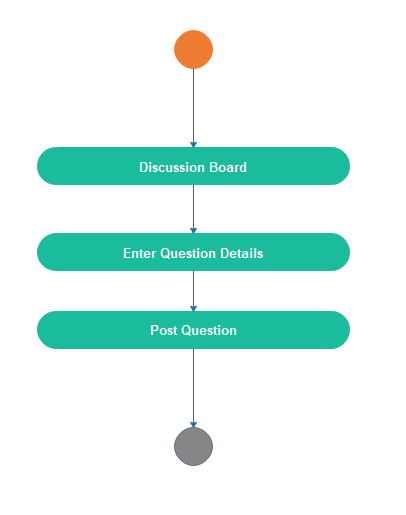 Discussion Board
Enter Question Details
Post Question